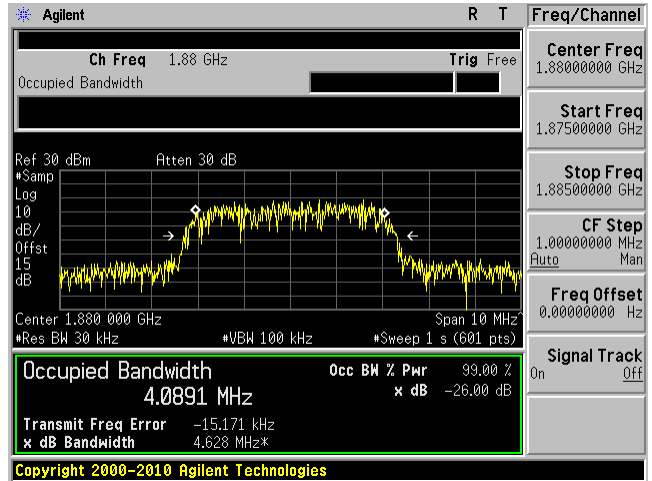 Agilent R T
Ch Freq 1.88 GHz Trig Free
Occupied Bandwidth
Ref 30 dBm Atten 30 dB
#Samp
Log
10
dB/
Offst
15
dB
Center 1.880 000 GHz Span 10 MHz^
#Res BW 30 kHz #VBW 100 kHz #Sweep 1 s (601 pts)
Occupied Bandwidth Occ BW % Pwr 99.00 %
4.0891 MHz x dB -26.00 dB
Transmit Freq Error -15.171 kHz
x dB Bandwidth 4.628 MHz*
Copyright 2000-2010 Agilent Technologies
Freq/Channel
Center Freq
1.88000000 GHz
Start Freq
1.87500000 GHz
Stop Freq
1.88500000 GHz
CF Step
1.00000000 MHz
Auto Man
Freq Offset
0.00000000 Hz
Signal Track
On Off